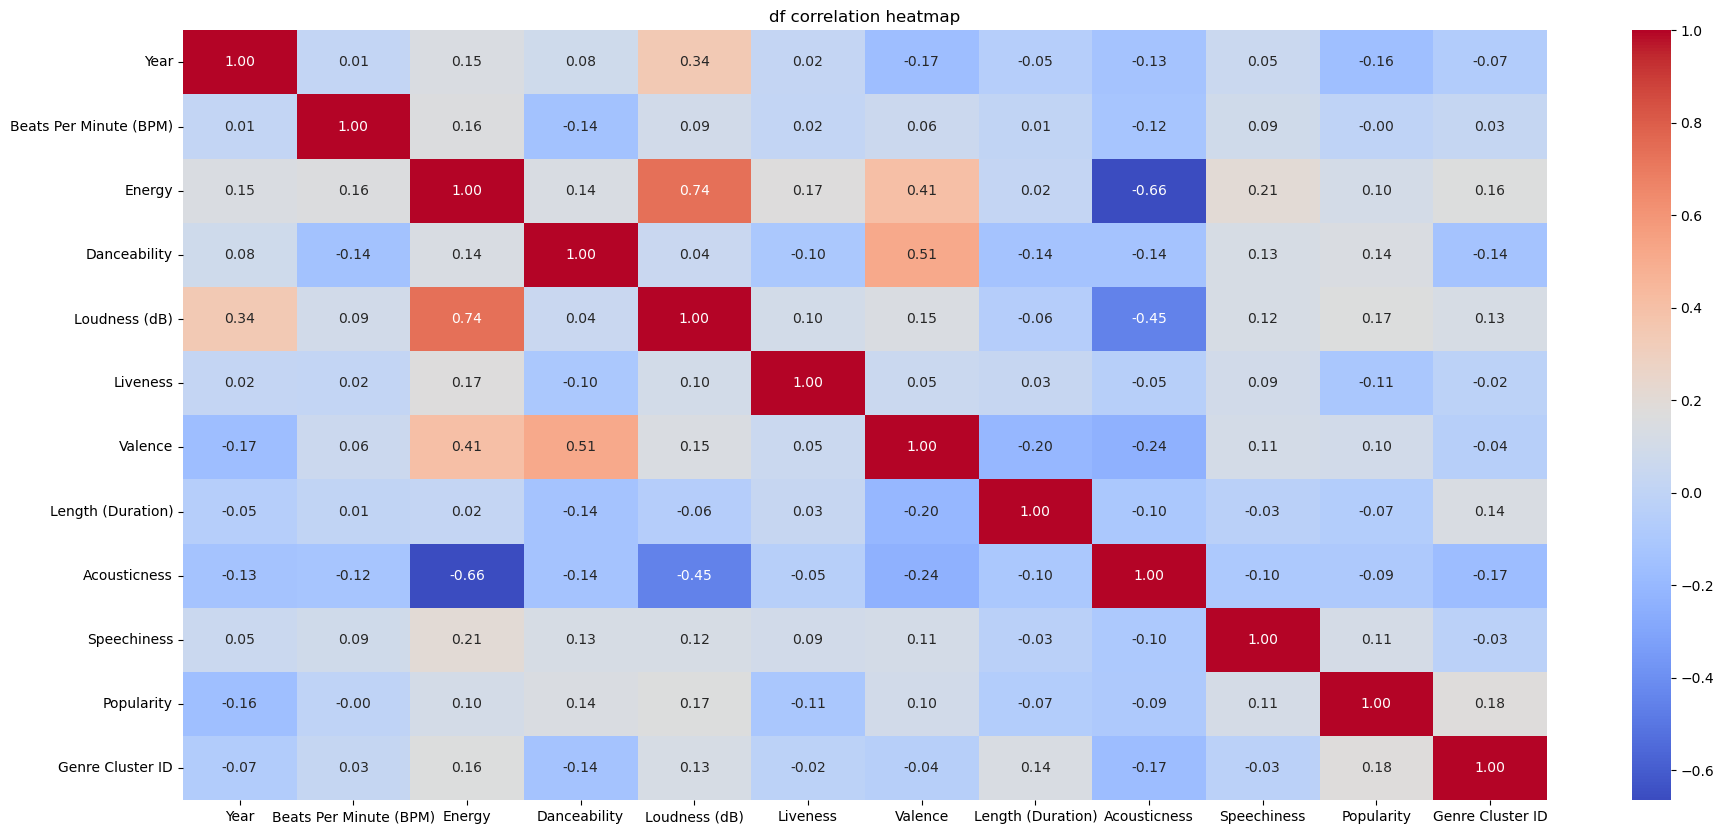 df correlation heatmap
Year 1.00 0.01 0.15 0.08 0.34 0.02 -0.17 -0.05 -0.13 0.05 -0.16 -0.07
Beats Per Minute (BPM) 0.01 1.00 0.16 -0.14 0.09 0.02 0.06 0.01 -0.12 0.09 -0.00 0.03
Energy 0.15 0.16 1.00 0.14 0.74 0.17 0.41 0.02 -0.66 0.21 0.10 0.16
Danceability 0.08 -0.14 0.14 1.00 0.04 -0.10 0.51 -0.14 -0.14 0.13 0.14 -0.14
Loudness (dB) 0.34 0.09 0.74 0.04 1.00 0.10 0.15 -0.06 -0.45 0.12 0.17 0.13
Liveness 0.02 0.02 0.17 -0.10 0.10 1.00 0.05 0.03 -0.05 0.09 -0.11 -0.02
Valence -0.17 0.06 0.41 0.51 0.15 0.05 1.00 -0.20 -0.24 0.11 0.10 -0.04
Length (Duration) -0.05 0.01 0.02 -0.14 -0.06 0.03 -0.20 1.00 -0.10 -0.03 -0.07 0.14
Acousticness -0.13 -0.12 -0.66 -0.14 -0.45 -0.05 -0.24 -0.10 1.00 -0.10 -0.09 -0.17
Speechiness 0.05 0.09 0.21 0.13 0.12 0.09 0.11 -0.03 -0.10 1.00 0.11 -0.03
Popularity -0.16 -0.00 0.10 0.14 0.17 -0.11 0.10 -0.07 -0.09 0.11 1.00 0.18
Genre Cluster ID -0.07 0.03 0.16 -0.14 0.13 -0.02 -0.04 0.14 -0.17 -0.03 0.18 1.00
Year Beats Per Minute (BPM) Energy Danceability Loudness (dB) Liveness Valence Length (Duration) Acousticness Speechiness Popularity Genre Cluster ID
1.0
0.8
0.6
0.4
0.2
0.0
−0.2
−0.4
−0.6